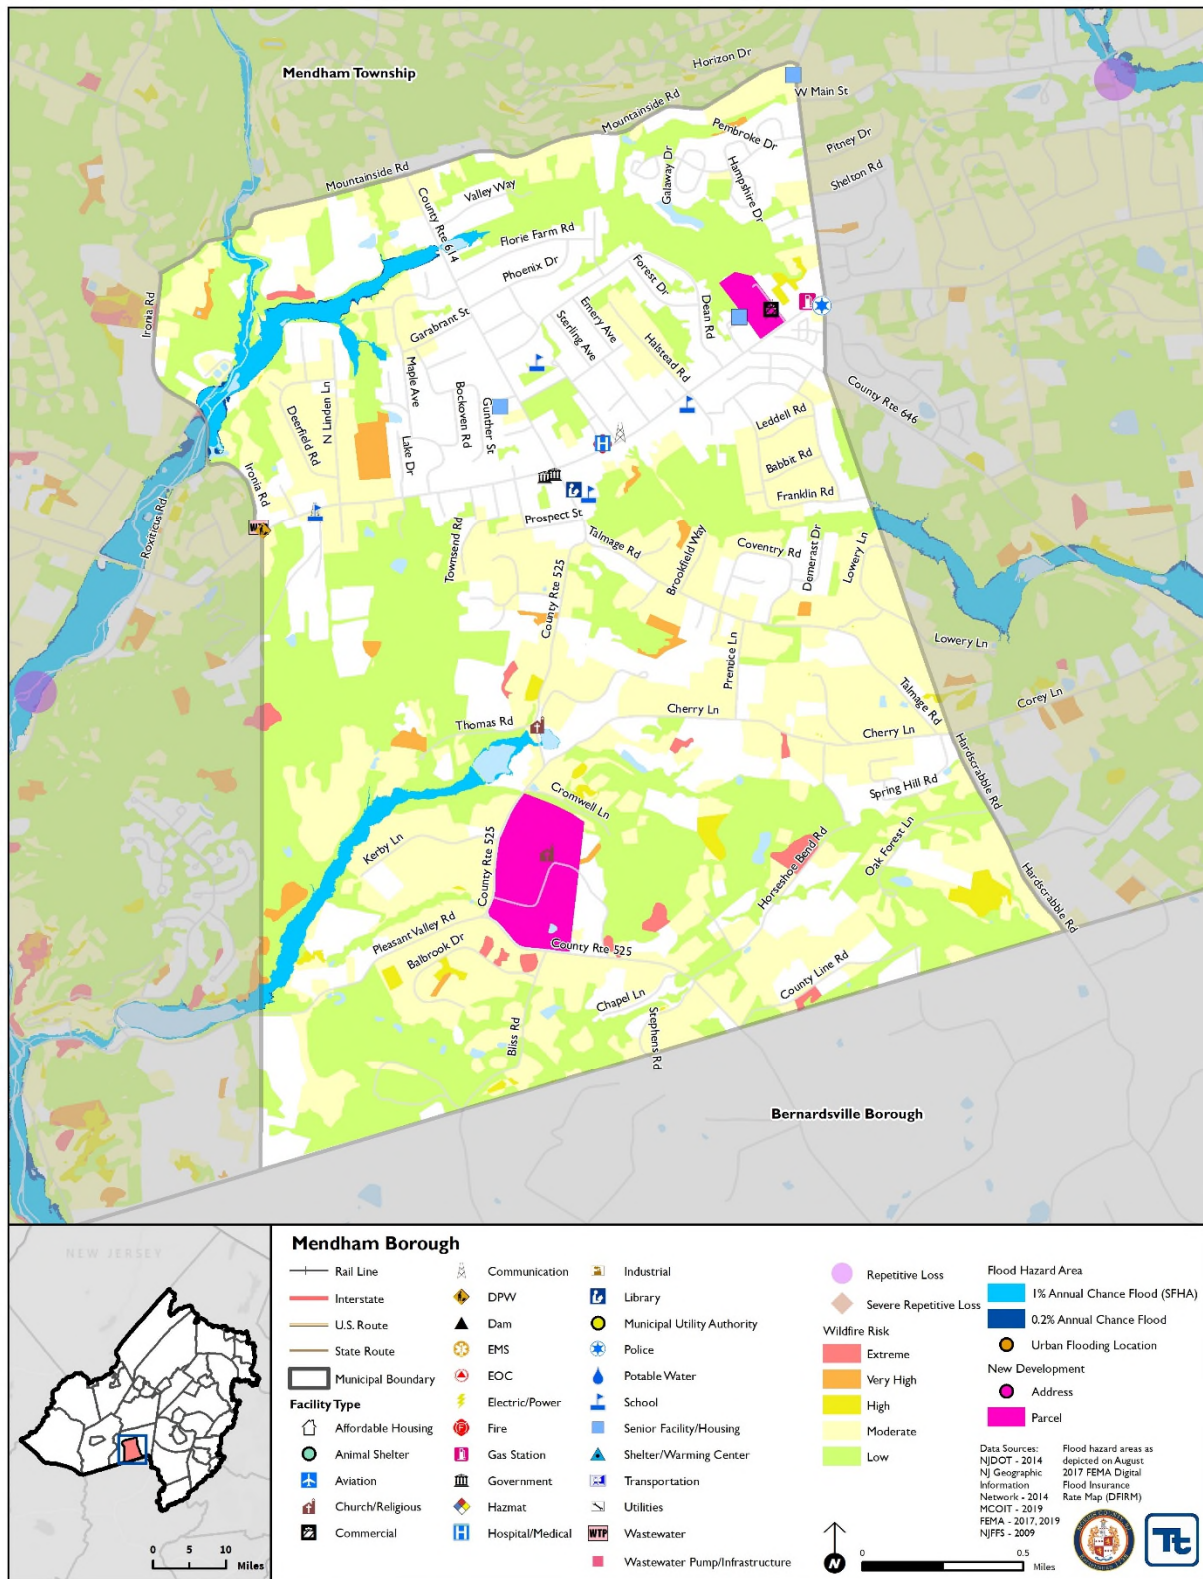 Mendham Township
Horizon Dr
W Main St
Mountainside Rd
Pembroke Dr
Pitney Dr
Mountainside Rd
Galaway Dr
Hampshire Dr
Shelton Rd
Valley Way
County Rte 614
Florie Farm Rd
Phoenix Dr
Forest Dr
Ironia Rd
Dean Rd
Garabrant St
Emery Ave
Sterling Ave
Halstead Rd
Maple Ave
Bockoven Rd
Gunther St
N Linden Ln
Deerfield Rd
Lake Dr
County Rte 646
Leddell Rd
Babbit Rd
Franklin Rd
Ironia Rd
Roxiticus Rd
WTP
Prospect St
Townsend Rd
Talmage Rd
Brookfield Way
Coventry Rd
Demerast Dr
Lowery Ln
County Rte 525
Lowery Ln
Prentice Ln
Talmage Rd
Corey Ln
Cherry Ln
Thomas Rd
Cherry Ln
Hardscrabble Rd
Spring Hill Rd
Cromwell Ln
Kerby Ln
County Rte 525
Horseshoe Bend Rd
Oak Forest Ln
Hardscrabble Rd
Pleasant Valley Rd
Balbrook Dr
County Rte 525
County Line Rd
Chapel Ln
Bliss Rd
Stephens Rd
Bernardsville Borough
NEW JERSEY
0 5 10
Miles
Mendham Borough
Rail Line
Interstate
U.S. Route
State Route
Municipal Boundary
Facility Type
Affordable Housing
Animal Shelter
Aviation
Church/Religious
Commercial
Communication
DPW
Dam
EMS
EOC
Electric/Power
Fire
Gas Station
Government
Hazmat
Hospital/Medical
Industrial
Library
Municipal Utility Authority
Police
Potable Water
School
Senior Facility/Housing
Shelter/Warming Center
Transportation
Utilities
WTP Wastewater
Wastewater Pump/Infrastructure
Repetitive Loss
Severe Repetitive Loss
Wildfire Risk
Extreme
Very High
High
Moderate
Low
Flood Hazard Area
1% Annual Chance Flood (SFHA)
0.2% Annual Chance Flood
Urban Flooding Location
New Development
Address
Parcel
Data Sources:
NJDOT - 2014
NJ Geographic
Information
Network - 2014
MCOIT - 2019
FEMA - 2017, 2019
NJFFS - 2009
Flood hazard areas as
depicted on August
2017 FEMA Digital
Flood Insurance
Rate Map (DFIRM)
N
0 0.5
Miles
Tt